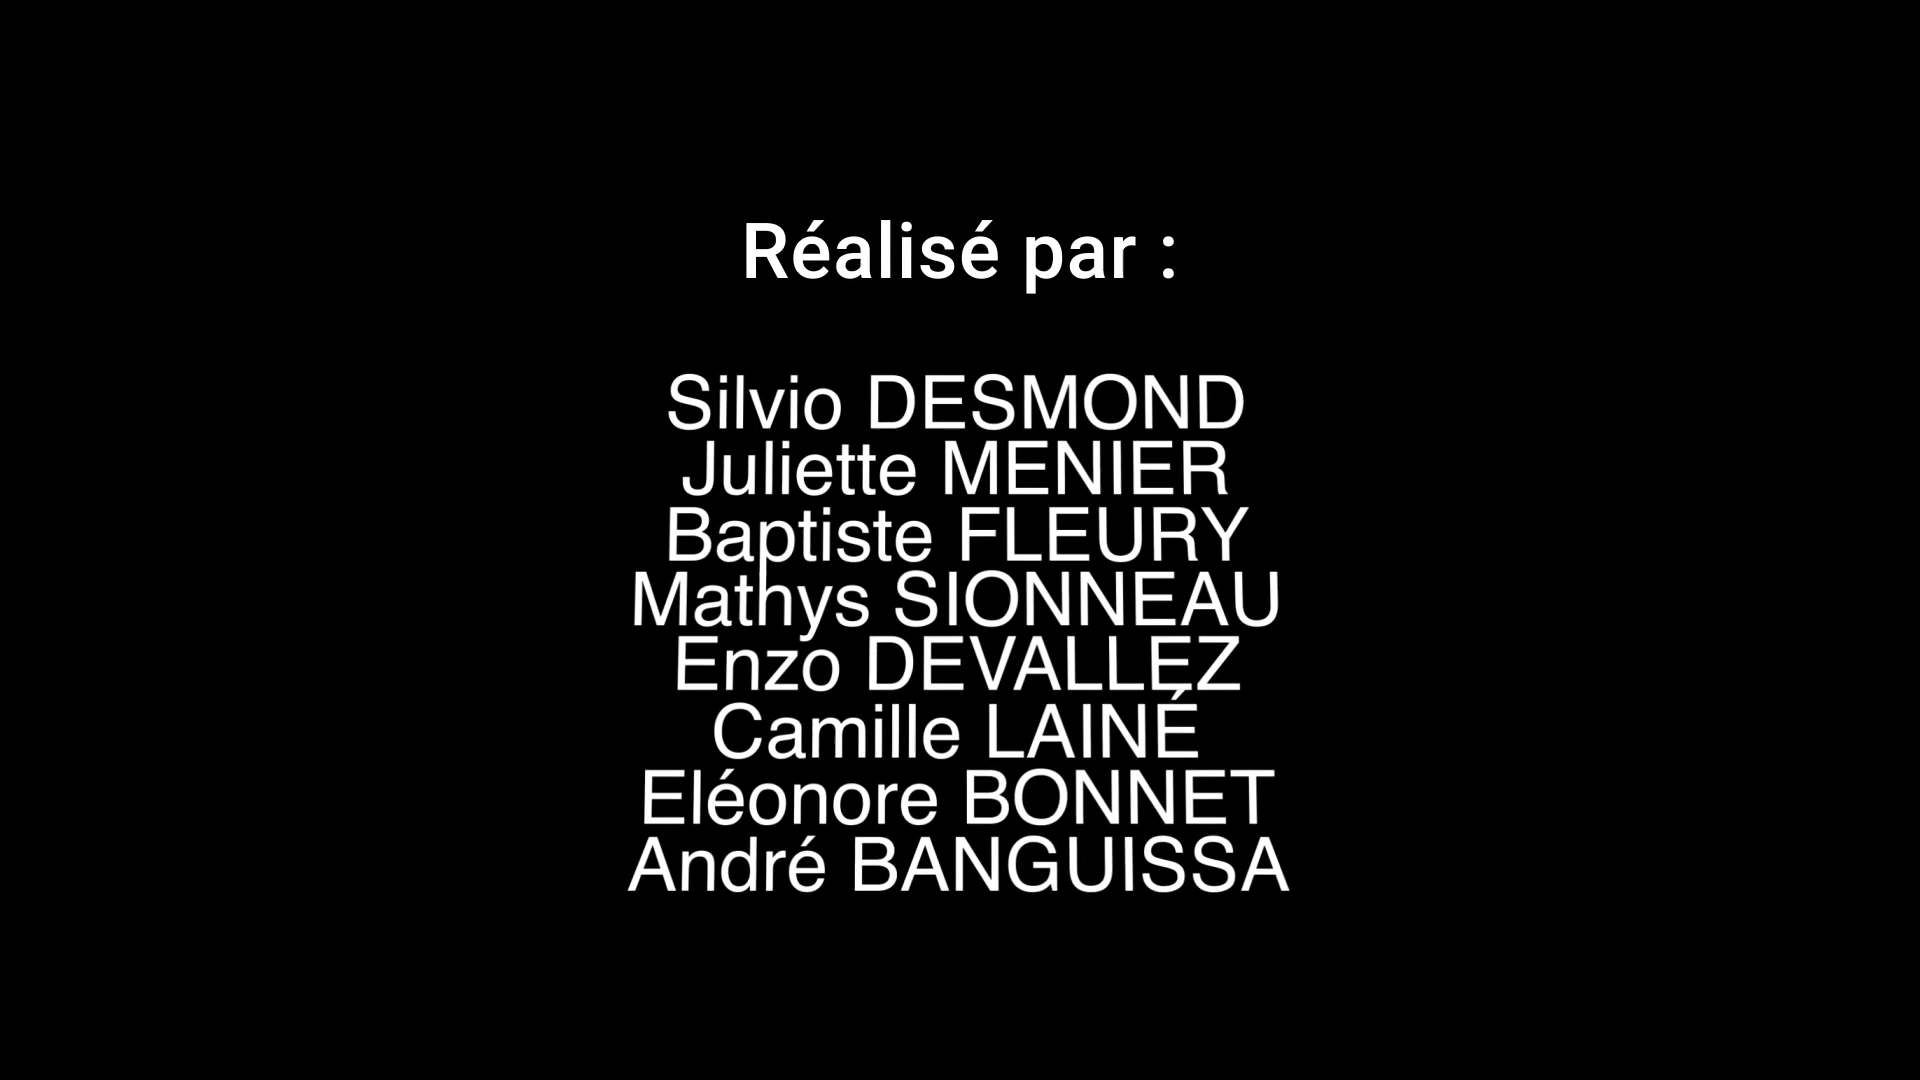 Réalisé par :
Silvio DESMOND
Juliette MENIER
Baptiste FLEURY
Mathys SIONNEAU
Enzo DEVALLEZ
Camille LAINÉ
Eléonore BONNET
André BANGUISSA